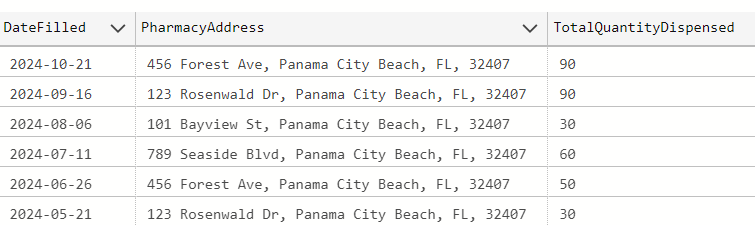 DateFilled PharmacyAddress TotalQuantityDispensed
2024-10-21 456 Forest Ave, Panama City Beach, FL, 32407 90
2024-09-16 123 Rosenwald Dr, Panama City Beach, FL, 32407 90
2024-08-06 101 Bayview St, Panama City Beach, FL, 32407 30
2024-07-11 789 Seaside Blvd, Panama City Beach, FL, 32407 60
2024-06-26 456 Forest Ave, Panama City Beach, FL, 32407 50
2024-05-21 123 Rosenwald Dr, Panama City Beach, FL, 32407 30